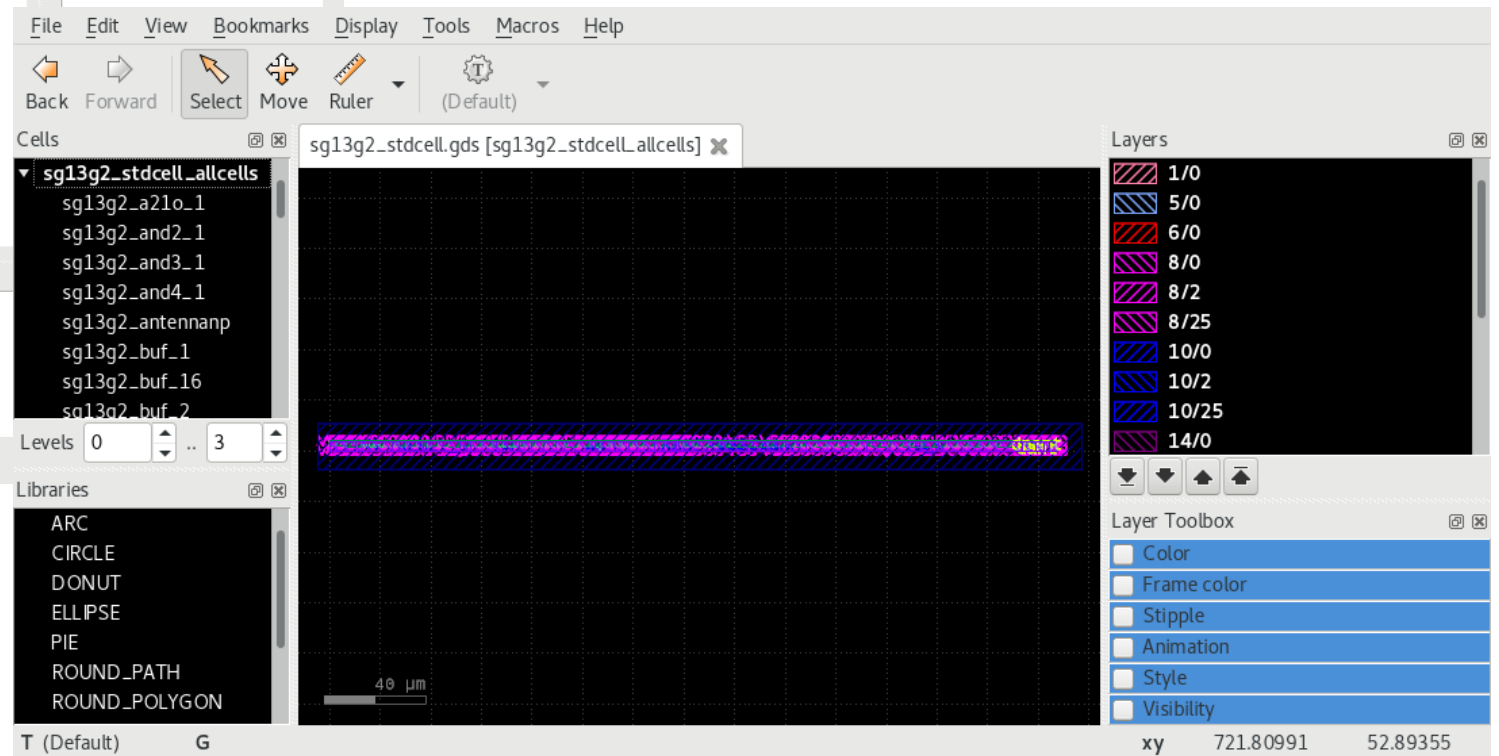 File Edit View Bookmarks Display Tools Macros Help
Back Forward Select Move Ruler (Default)
Cells
sg13g2_stdcell_allcells
sg13g2_a21o_1
sg13g2_and2_1
sg13g2_and3_1
sg13g2_and4_1
sg13g2_antennanp
sg13g2_buf_1
sg13g2_buf_16
sg13g2_buf_2
Levels 0 .. 3
Libraries
ARC
CIRCLE
DONUT
ELLIPSE
PIE
ROUND_PATH
ROUND_POLYGON
sg13g2_stdcell.gds [sg13g2_stdcell_allcells]
40 μm
Layers
1/0
5/0
6/0
8/0
8/2
8/25
10/0
10/2
10/25
14/0
Layer Toolbox
Color
Frame color
Stipple
Animation
Style
Visibility
T (Default) G xy 721.80991 52.89355